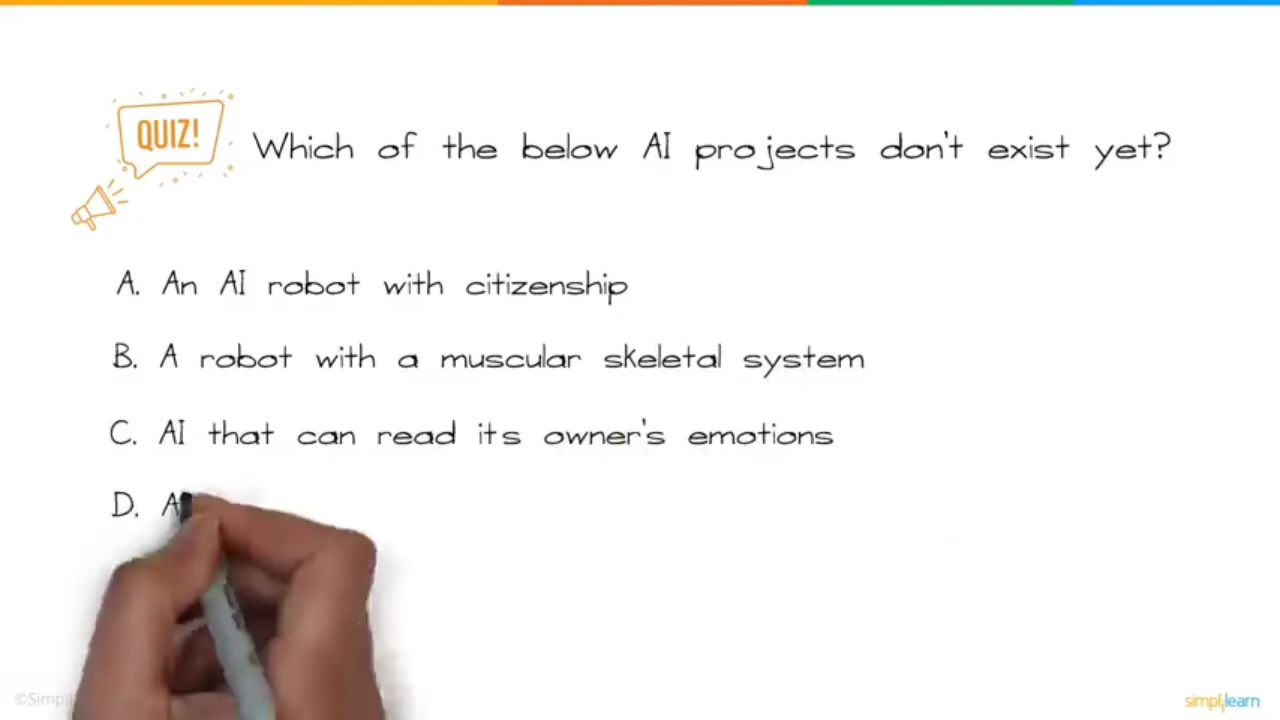 QUIZ!
Which of the below AI projects don't exist yet?
A. An AI robot with citizenship
B. A robot with a muscular skeletal system
C. AI that can read its owner's emotions
D. A
simplilearn